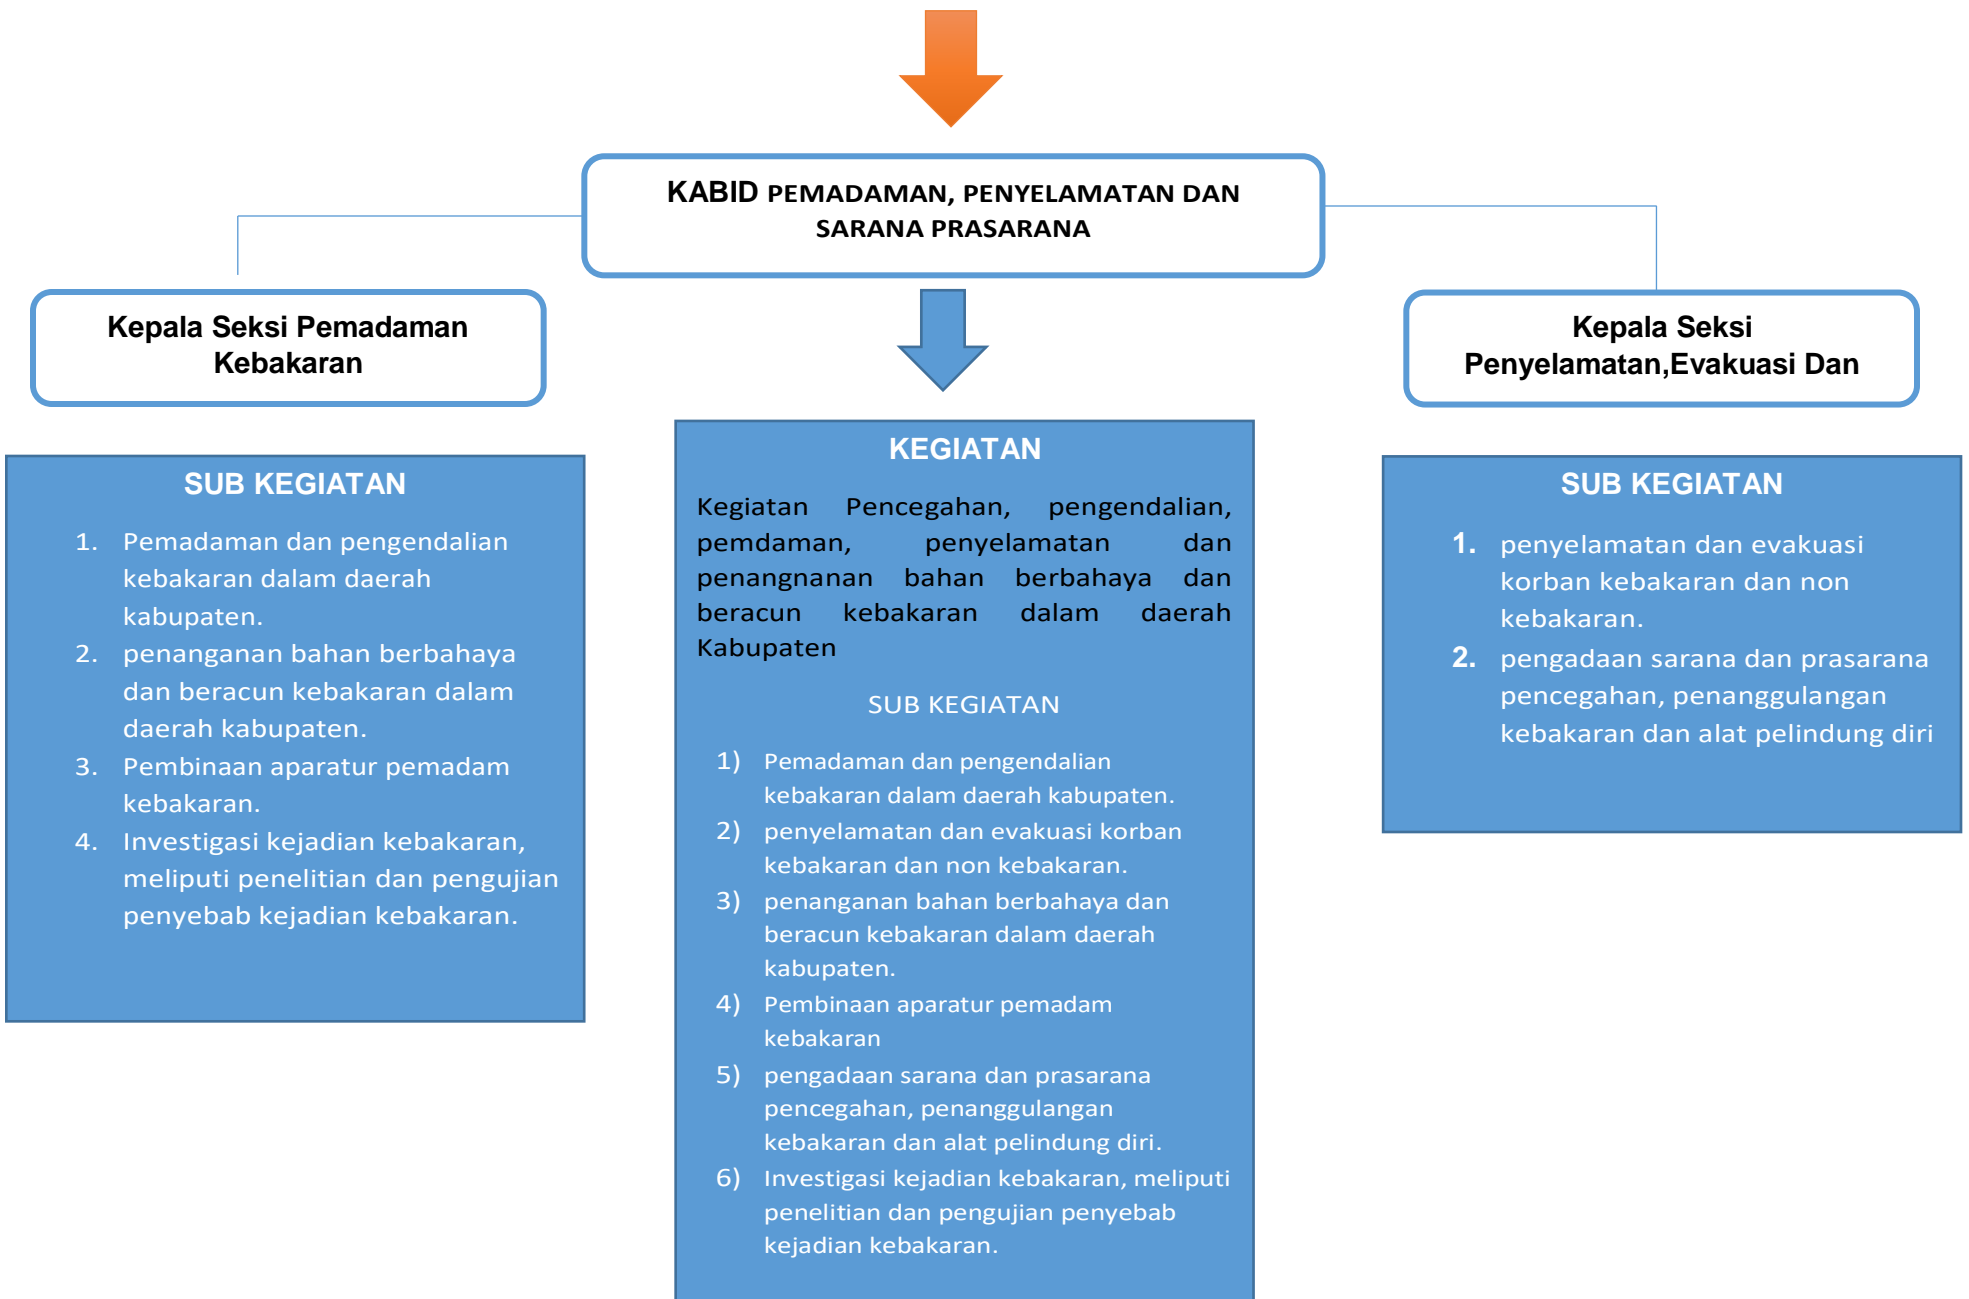 KABID PEMADAMAN, PENYELAMATAN DAN
SARANA PRASARANA
Kepala Seksi Pemadaman
Kebakaran
Kepala Seksi
Penyelamatan,Evakuasi Dan
SUB KEGIATAN
1. Pemadaman dan pengendalian
kebakaran dalam daerah
kabupaten.
2. penanganan bahan berbahaya
dan beracun kebakaran dalam
daerah kabupaten.
3. Pembinaan aparatur pemadam
kebakaran.
4. Investigasi kejadian kebakaran,
meliputi penelitian dan pengujian
penyebab kejadian kebakaran.
KEGIATAN
Kegiatan Pencegahan, pengendalian,
pemdaman, penyelamatan dan
penangnanan bahan berbahaya dan
beracun kebakaran dalam daerah
Kabupaten
SUB KEGIATAN
1) Pemadaman dan pengendalian
kebakaran dalam daerah kabupaten.
2) penyelamatan dan evakuasi korban
kebakaran dan non kebakaran.
3) penanganan bahan berbahaya dan
beracun kebakaran dalam daerah
kabupaten.
4) Pembinaan aparatur pemadam
kebakaran
5) pengadaan sarana dan prasarana
pencegahan, penanggulangan
kebakaran dan alat pelindung diri.
6) Investigasi kejadian kebakaran, meliputi
penelitian dan pengujian penyebab
kejadian kebakaran.
SUB KEGIATAN
1. penyelamatan dan evakuasi
korban kebakaran dan non
kebakaran.
2. pengadaan sarana dan prasarana
pencegahan, penanggulangan
kebakaran dan alat pelindung diri